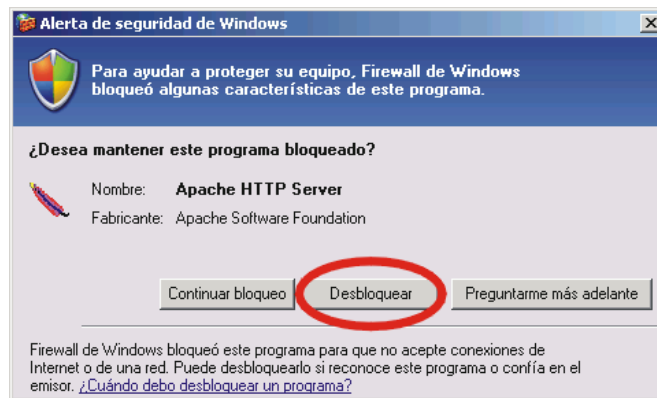 Alerta de seguridad de Windows
Para ayudar a proteger su equipo, Firewall de Windows
bloqueó algunas características de este programa.
¿Desea mantener este programa bloqueado?
Nombre: Apache HTTP Server
Fabricante: Apache Software Foundation
Continuar bloqueo Desbloquear Preguntarme más adelante
Firewall de Windows bloqueó este programa para que no acepte conexiones de
Internet o de una red. Puede desbloquearlo si reconoce este programa o confía en el
emisor. ¿Cuándo debo desbloquear un programa?